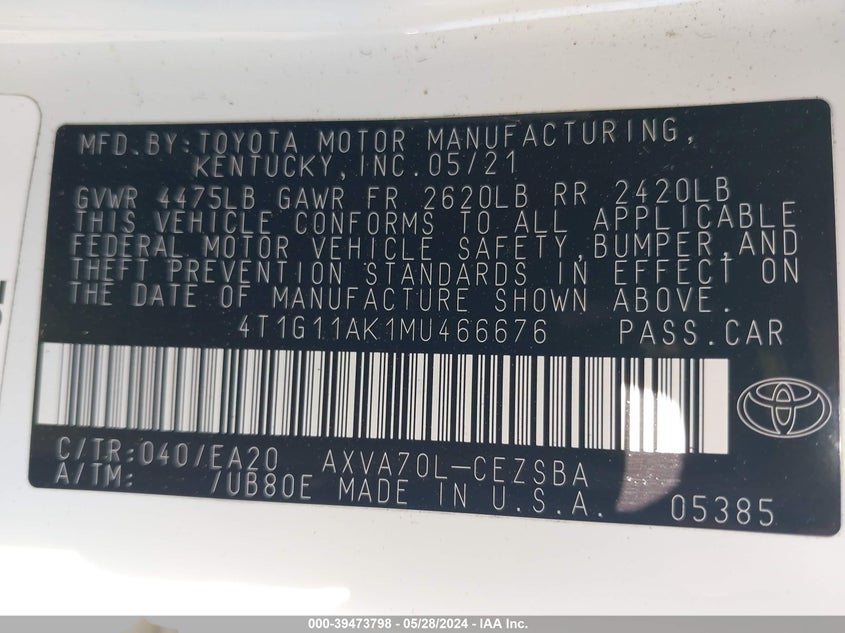 MFD.BY:TOYOTA MOTOR MANUFACTURING,
KENTUCKY,INC.05/21
GVWR 4475LB GAWR FR 2620LB RR 2420LB
THIS VEHICLE CONFORMS TO ALL APPLICABLE
FEDERAL MOTOR VEHICLE SAFETY,BUMPER,AND
THEFT PREVENTION STANDARDS IN EFFECT ON
THE DATE OF MANUFACTURE SHOWN ABOVE.
4T1G11AK1MU466676 PASS.CAR
C/TR:040/EA20 AXVA70L-CEZSBA
A/TM: /UB80E MADE IN U.S.A. 05385
000-39473798 - 05/28/2024 - IAA Inc.